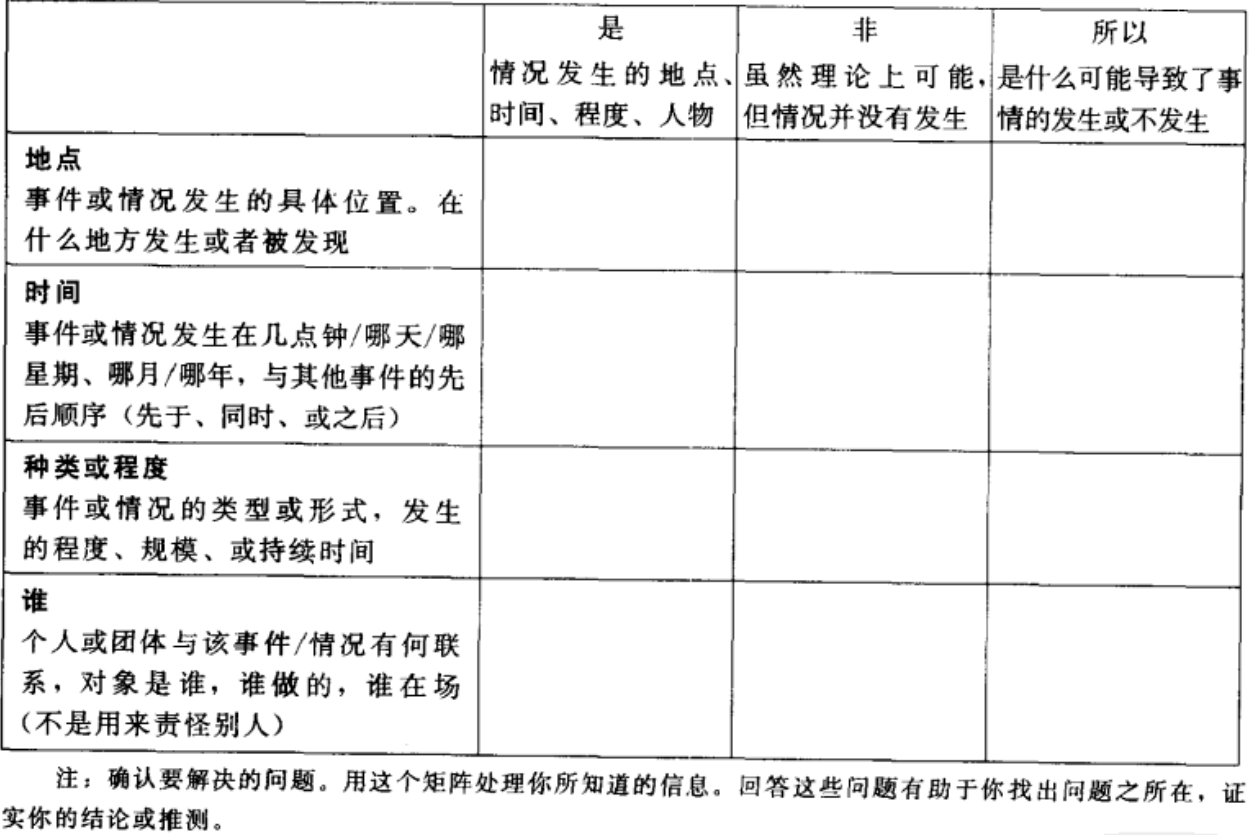 是
情况发生的地点、
时间、程度、人物
非
虽然理论上可能，
但情况并没有发生
所以
是什么可能导致了事
情的发生或不发生
地点
事件或情况发生的具体位置。在
什么地方发生或者被发现
时间
事件或情况发生在几点钟/哪天/哪
星期、哪月/哪年，与其他事件的先
后顺序（先于、同时、或之后）
种类或程度
事件或情况的类型或形式，发生
的程度、规模、或持续时间
谁
个人或团体与该事件/情况有何联
系，对象是谁，谁做的，谁在场
（不是用来责怪别人）
注：确认要解决的问题。用这个矩阵处理你所知道的信息。回答这些问题有助于你找出问题之所在，证
实你的结论或推测。